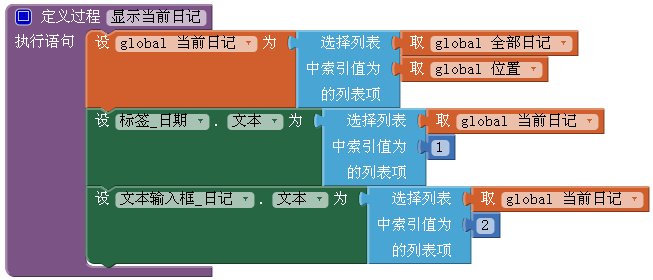 定义过程 显示当前日记
执行语句 设 global 当前日记 为 选择列表 取 global 全部日记
中索引值为 取 global 位置
的列表项
设 标签_日期 . 文本 为 选择列表 取 global 当前日记
中索引值为 1
的列表项
设 文本输入框_日记 . 文本 为 选择列表 取 global 当前日记
中索引值为 2
的列表项